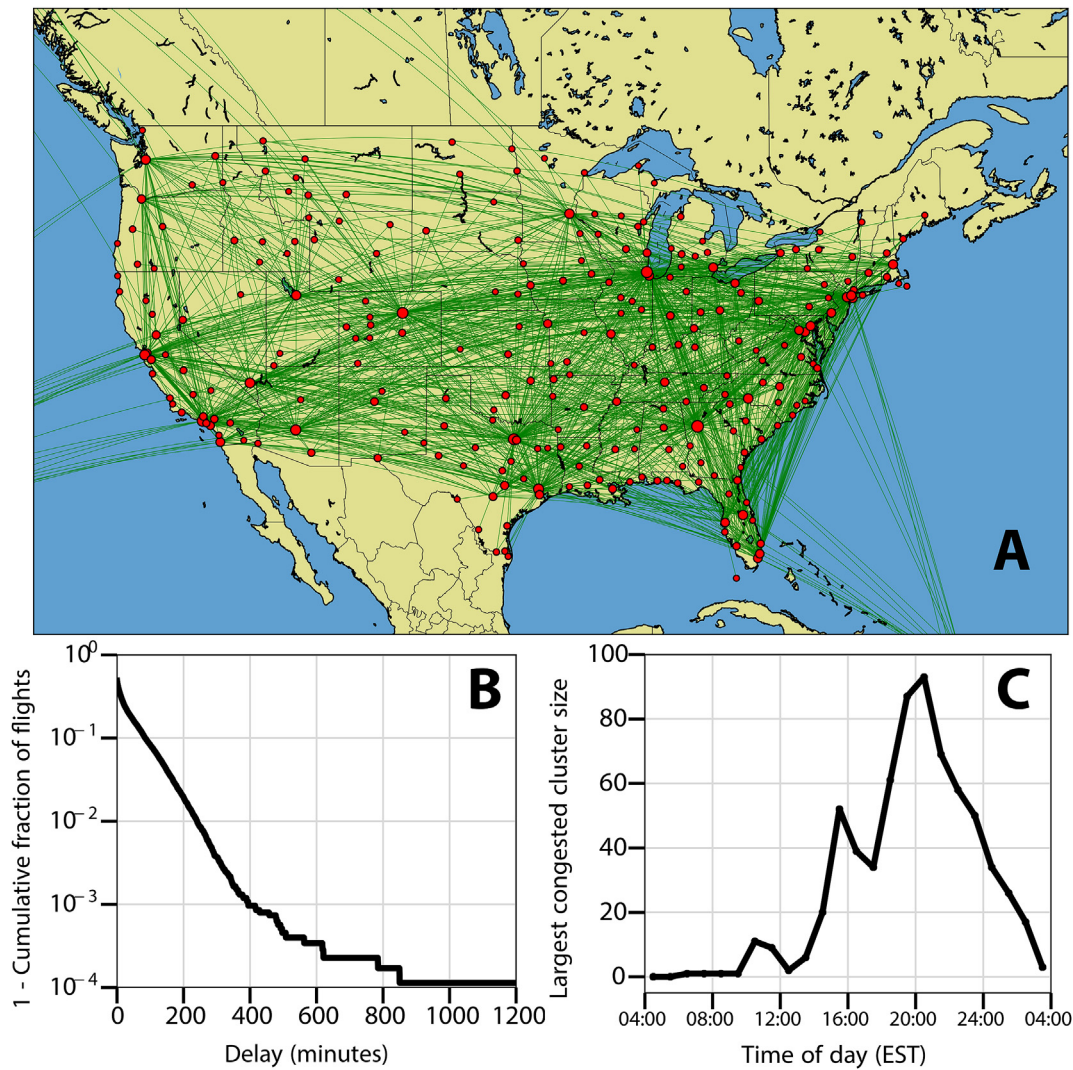 A
B
1 - Cumulative fraction of flights
10⁰
10⁻¹
10⁻²
10⁻³
10⁻⁴
0 200 400 600 800 1000 1200
Delay (minutes)
C
Largest congested cluster size
100
80
60
40
20
0
04:00 08:00 12:00 16:00 20:00 24:00 04:00
Time of day (EST)